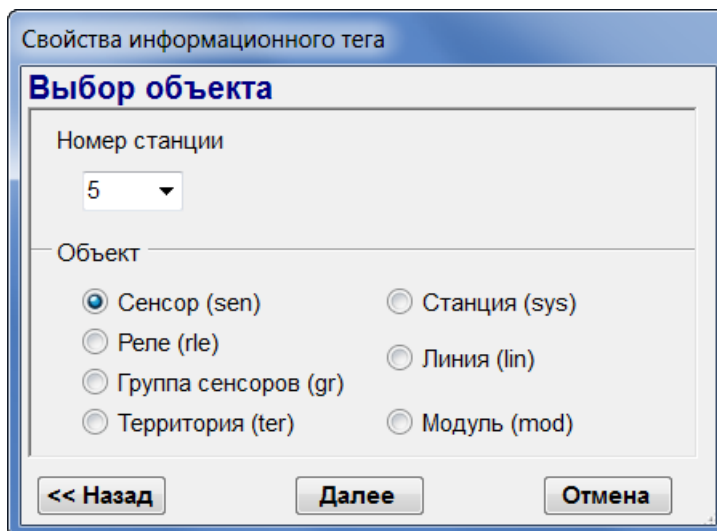 Свойства информационного тега
Выбор объекта
Номер станции
5
Объект
Сенсор (sen)
Реле (rle)
Группа сенсоров (gr)
Территория (ter)
Станция (sys)
Линия (lin)
Модуль (mod)
<< Назад
Далее
Отмена